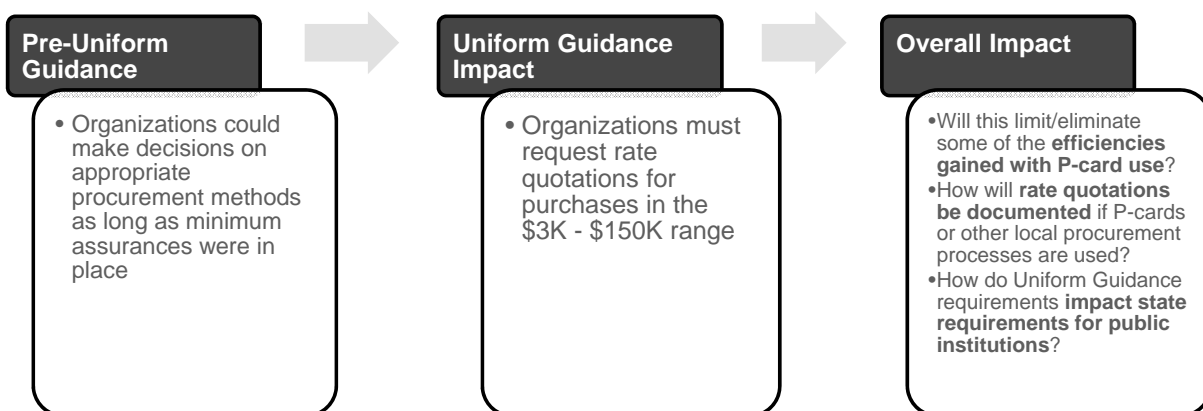 Pre-Uniform
Guidance
• Organizations could
make decisions on
appropriate
procurement methods
as long as minimum
assurances were in
place
Uniform Guidance
Impact
• Organizations must
request rate
quotations for
purchases in the
$3K - $150K range
Overall Impact
•Will this limit/eliminate
some of the efficiencies
gained with P-card use?
•How will rate quotations
be documented if P-cards
or other local procurement
processes are used?
•How do Uniform Guidance
requirements impact state
requirements for public
institutions?